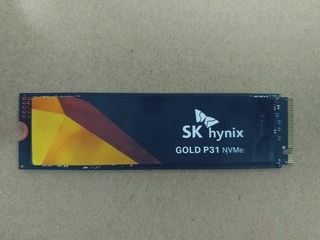 SK hynix
GOLD P31 NVMe